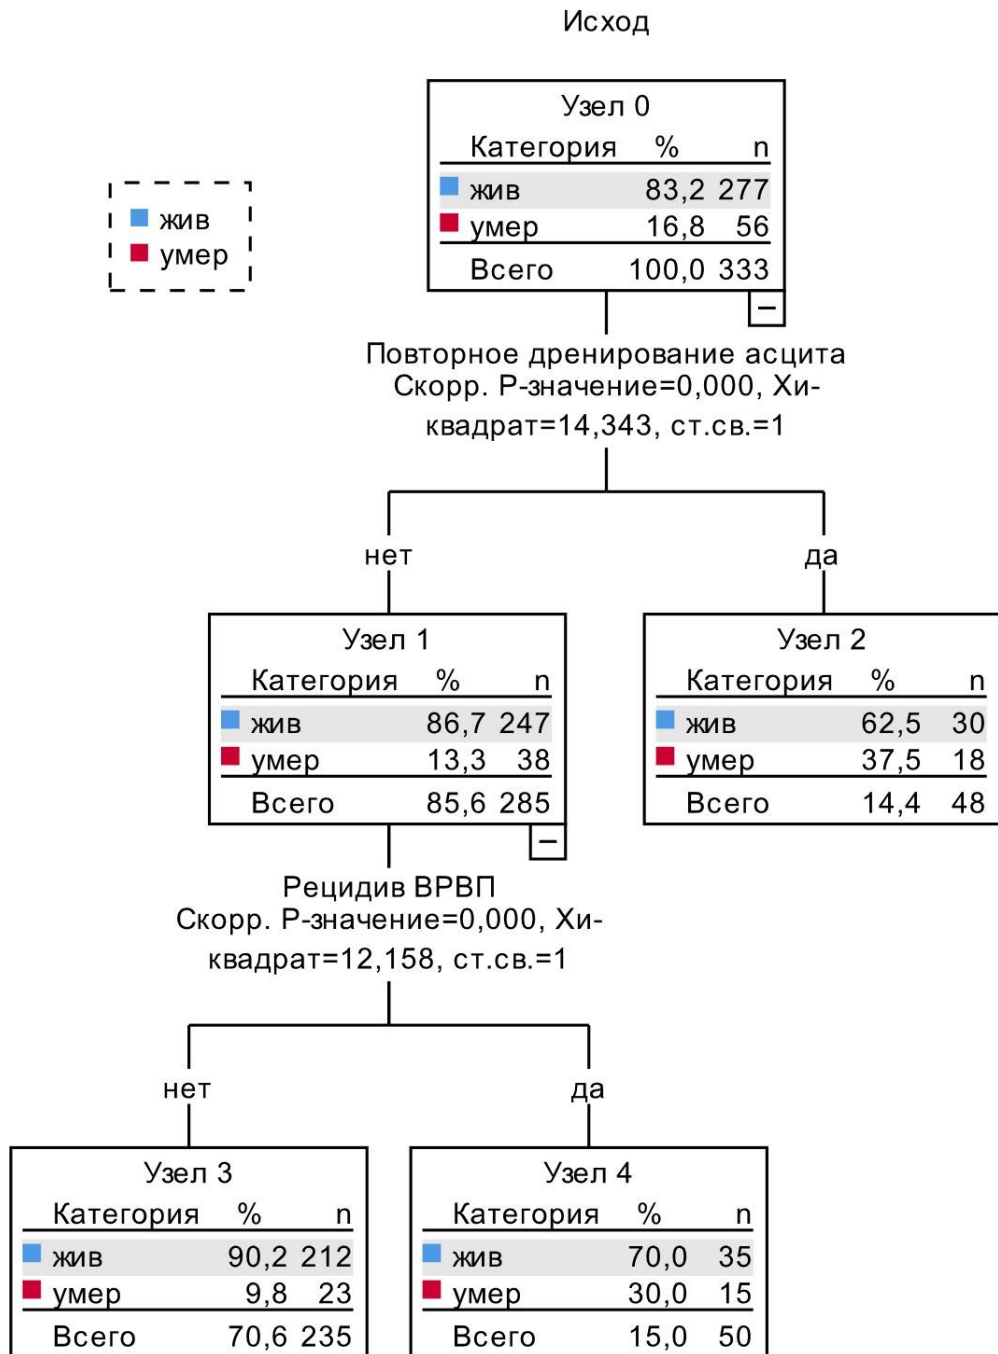 Исход
Узел 0
Категория % n
жив 83,2 277
умер 16,8 56
Всего 100,0 333
жив
умер
Повторное дренирование асцита
Скорр. P-значение=0,000, Хи-
квадрат=14,343, ст.св.=1
нет
да
Узел 1
Категория % n
жив 86,7 247
умер 13,3 38
Всего 85,6 285
Узел 2
Категория % n
жив 62,5 30
умер 37,5 18
Всего 14,4 48
Рецидив ВРВП
Скорр. P-значение=0,000, Хи-
квадрат=12,158, ст.св.=1
нет
да
Узел 3
Категория % n
жив 90,2 212
умер 9,8 23
Всего 70,6 235
Узел 4
Категория % n
жив 70,0 35
умер 30,0 15
Всего 15,0 50